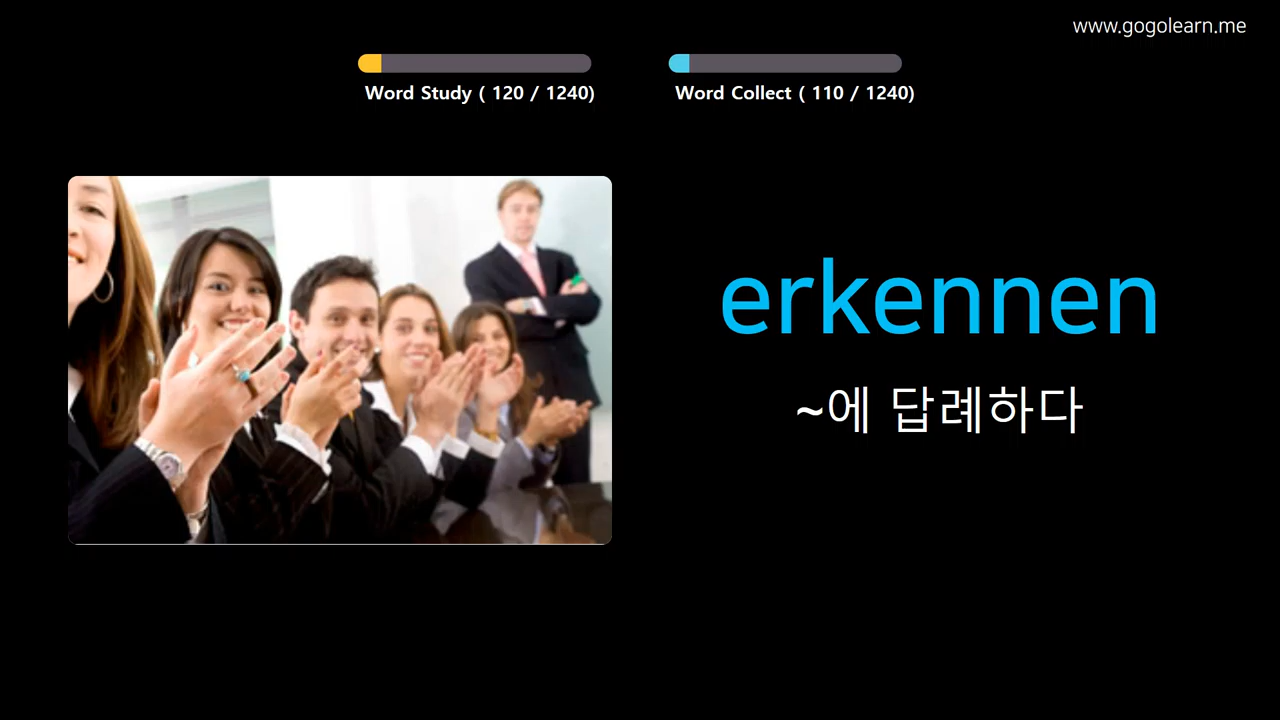 www.gogolearn.me
Word Study ( 120 / 1240)
Word Collect ( 110 / 1240)
erkennen
~에 답례하다